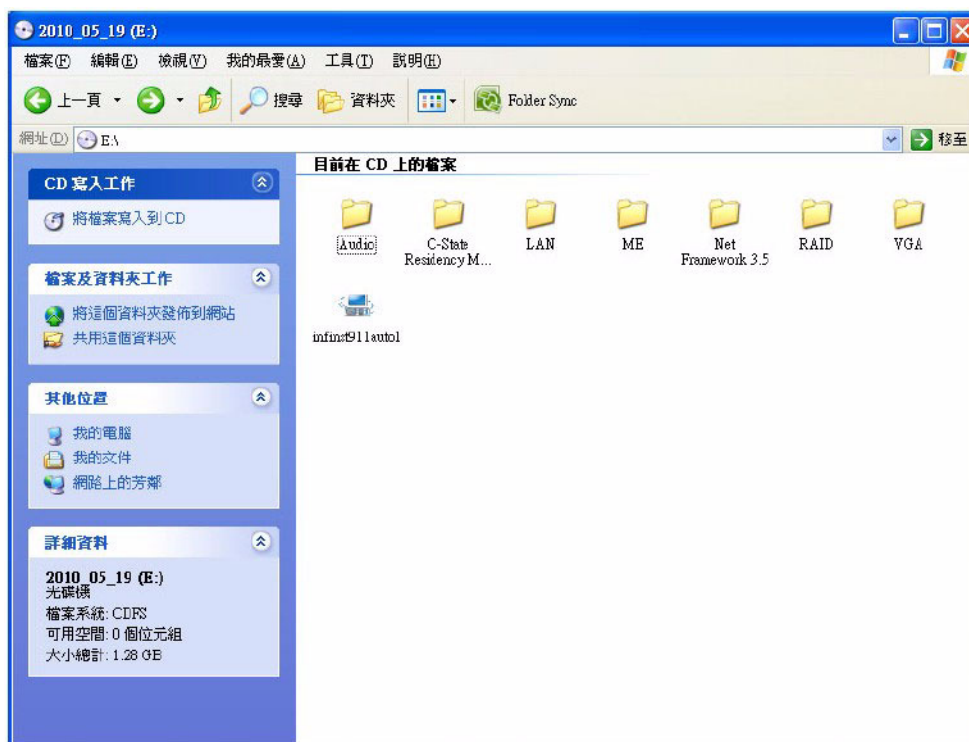 2010_05_19 (E:)
檔案(F) 編輯(E) 檢視(V) 我的最愛(A) 工具(T) 說明(H)
上一頁 搜尋 資料夾 Folder Sync
網址(D) E:\ 移至
CD 寫入工作
將檔案寫入到 CD
檔案及資料夾工作
將這個資料夾發佈到網站
共用這個資料夾
其他位置
我的電腦
我的文件
網路上的芳鄰
詳細資料
2010_05_19 (E:)
光碟機
檔案系統: CDFS
可用空間: 0 個位元組
大小總計: 1.28 GB
目前在 CD 上的檔案
Audio
C-State
Residency M...
LAN
ME
Net
Framework 3.5
RAID
VGA
infinst911auto1